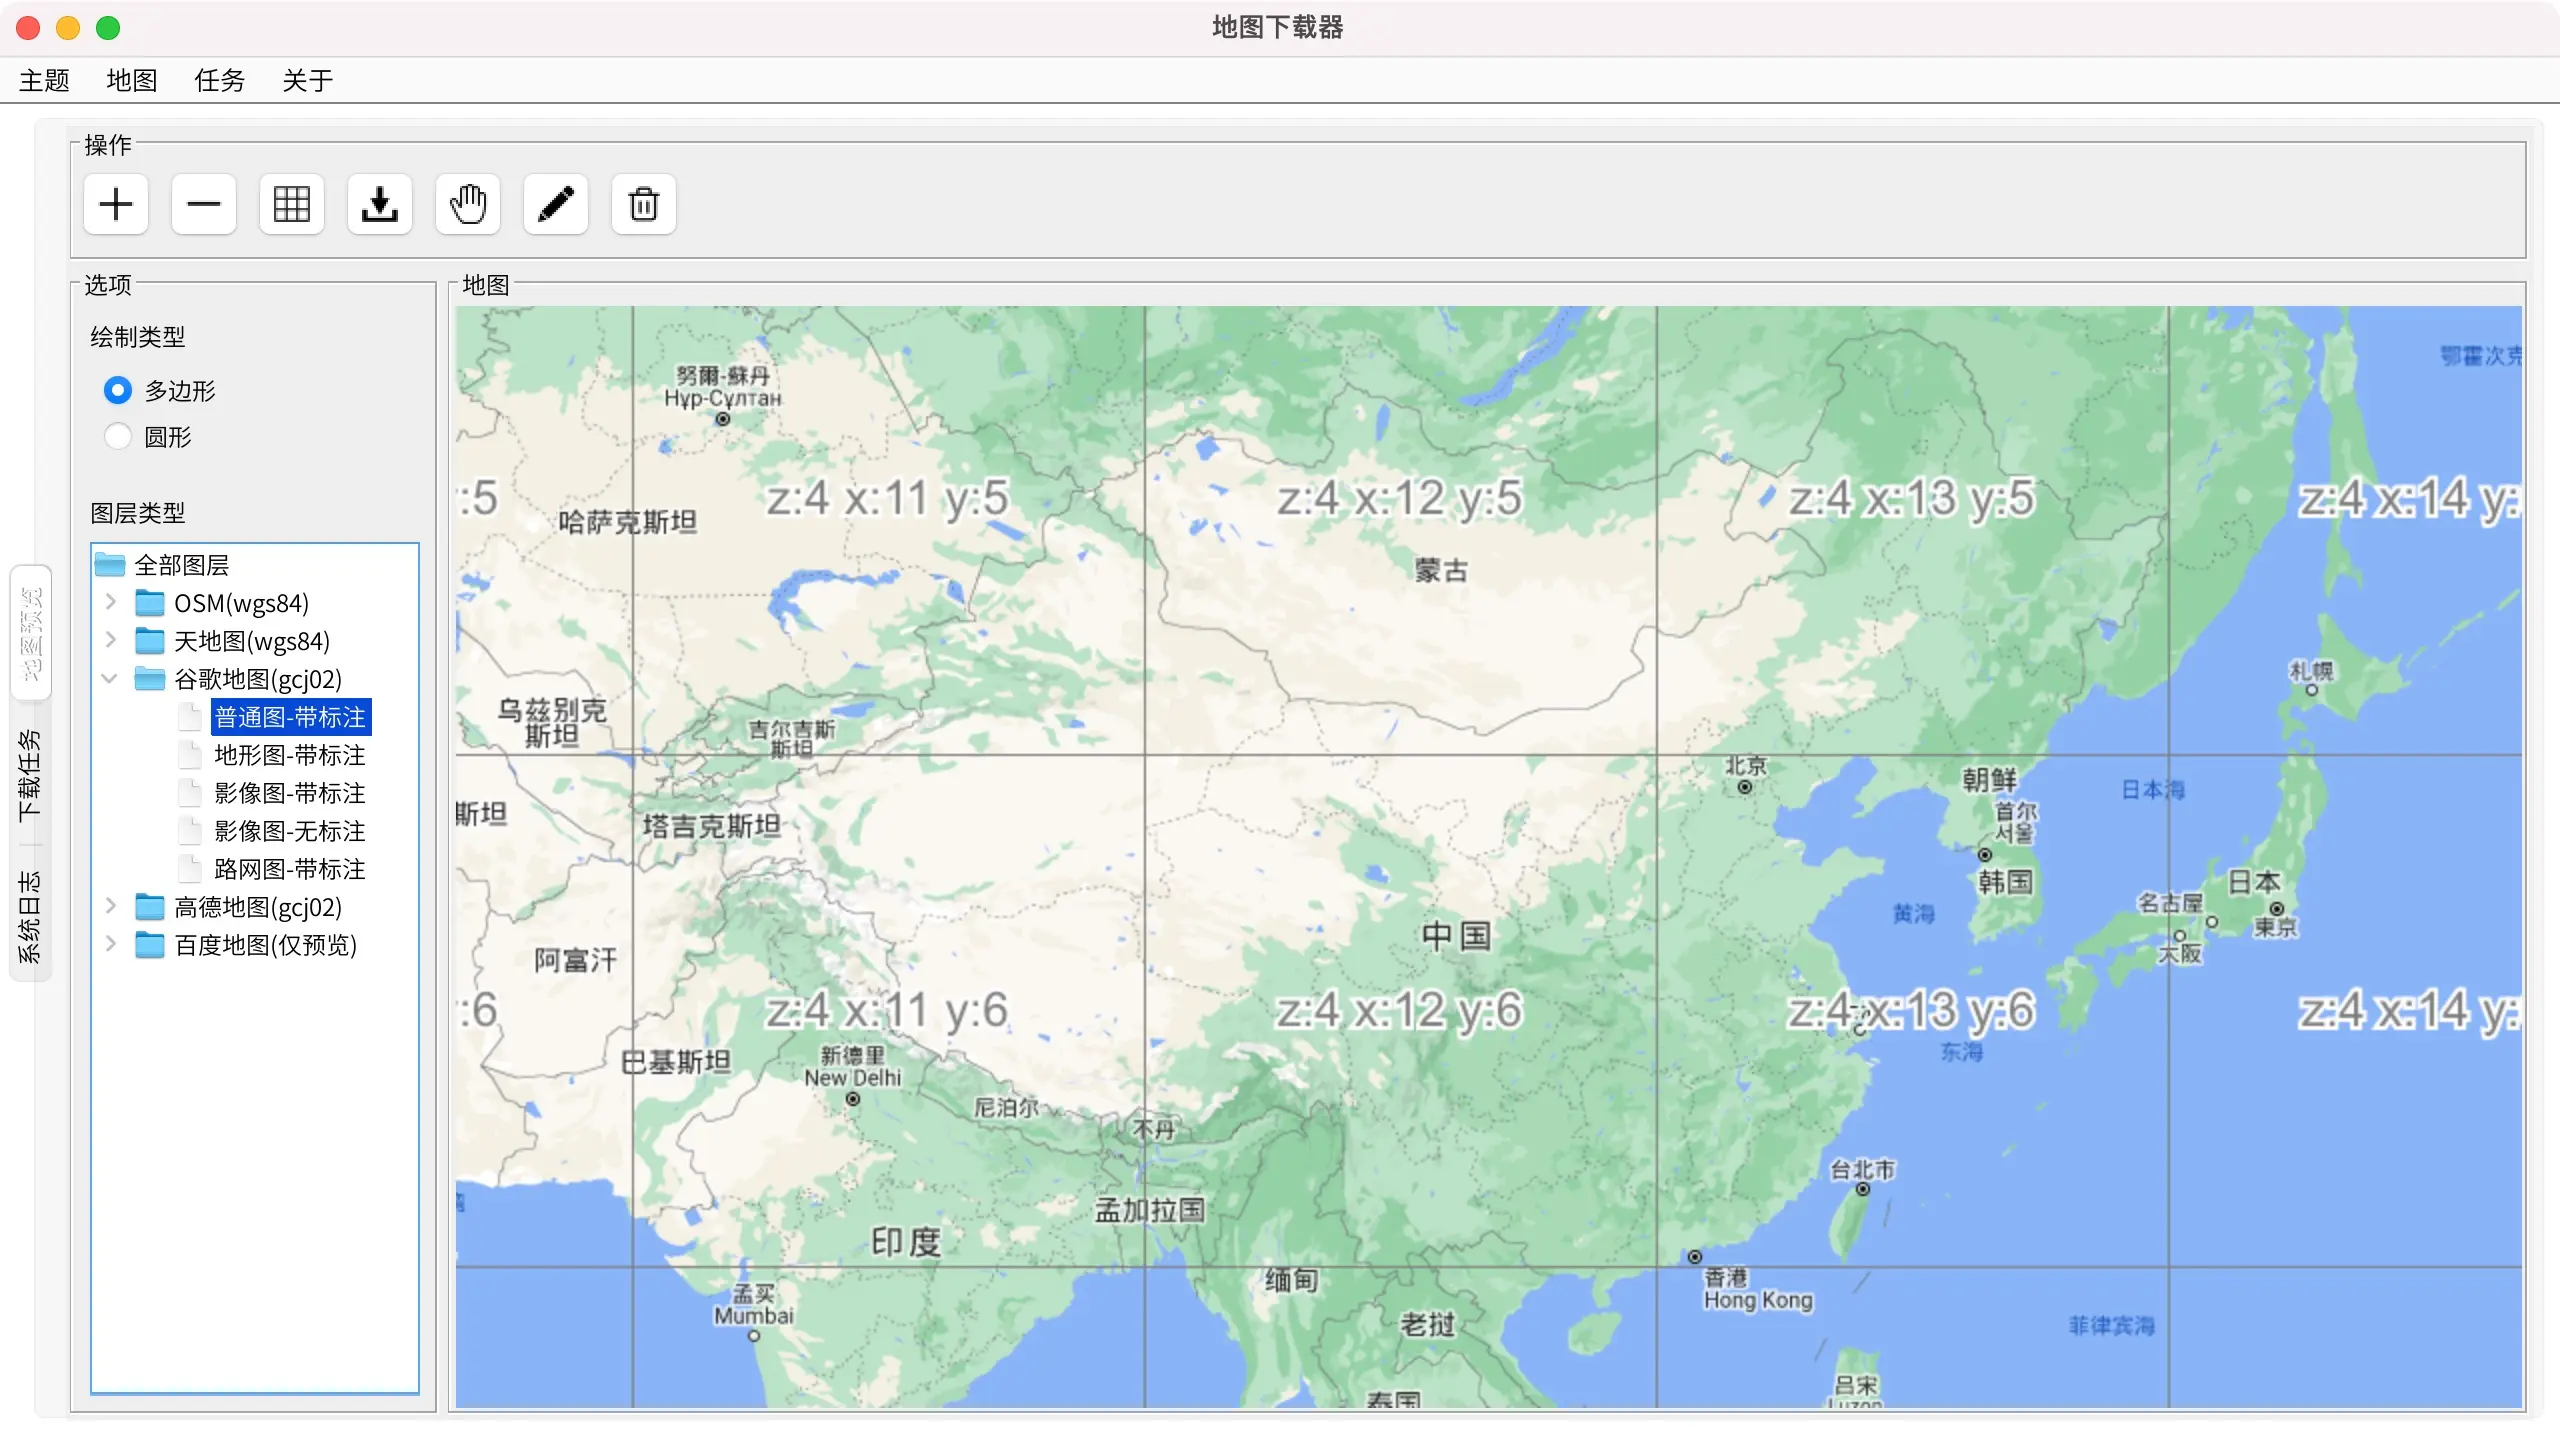 地图下载器
主题 地图 任务 关于
操作
选项
绘制类型
多边形
圆形
图层类型
全部图层
OSM(wgs84)
天地图(wgs84)
谷歌地图(gcj02)
普通图-带标注
地形图-带标注
影像图-带标注
影像图-无标注
路网图-带标注
高德地图(gcj02)
百度地图(仅预览)
地图预览
下载任务
系统日志
地图
鄂霍次克
努爾-蘇丹
Нұр-Сұлтан
:5
z:4 x:11 y:5
z:4 x:12 y:5
z:4 x:13 y:5
z:4 x:14 y:
哈萨克斯坦
蒙古
札幌
乌兹别克
斯坦
吉尔吉斯
斯坦
北京
朝鲜
日本海
首尔
서울
斯坦
塔吉克斯坦
韩国
日本
名古屋
黄海
東京
中国
大阪
阿富汗
:6
z:4 x:11 y:6
z:4 x:12 y:6
z:4 x:13 y:6
z:4 x:14 y:
东海
巴基斯坦
新德里
New Delhi
尼泊尔
不丹
台北市
孟加拉国
印度
缅甸
香港
Hong Kong
孟买
Mumbai
老挝
菲律宾海
吕宋
Luzon
泰国